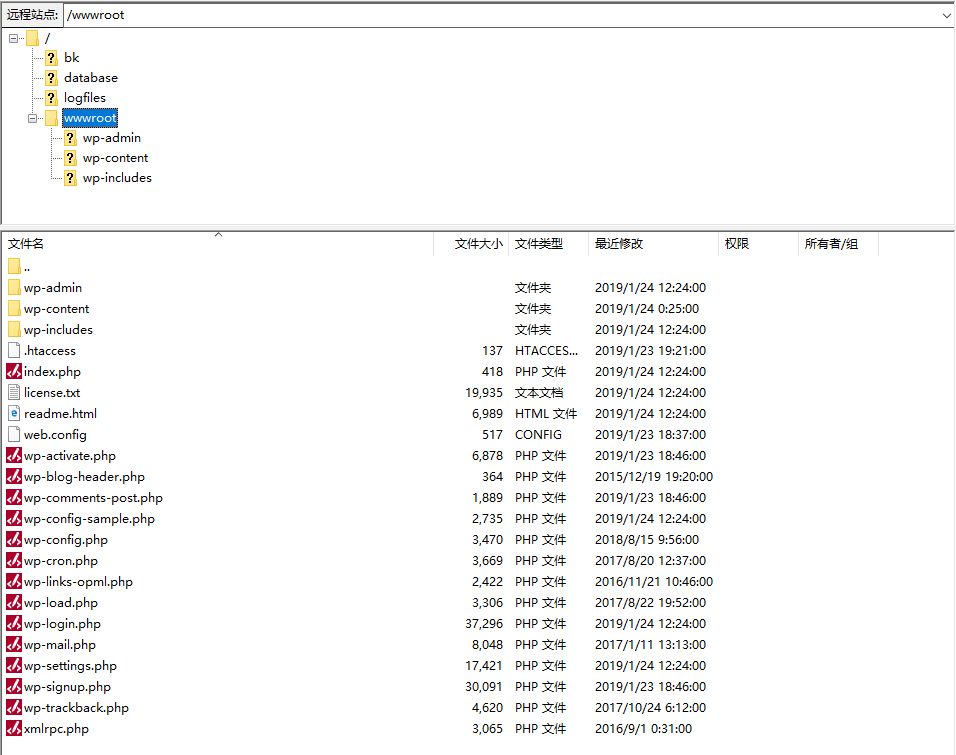 远程站点: /wwwroot
/
bk
database
logfiles
wwwroot
wp-admin
wp-content
wp-includes
文件名 文件大小 文件类型 最近修改 权限 所有者/组
..
wp-admin 文件夹 2019/1/24 12:24:00
wp-content 文件夹 2019/1/24 0:25:00
wp-includes 文件夹 2019/1/24 12:24:00
.htaccess 137 HTACCES... 2019/1/23 19:21:00
index.php 418 PHP 文件 2019/1/24 12:24:00
license.txt 19,935 文本文档 2019/1/24 12:24:00
readme.html 6,989 HTML 文件 2019/1/24 12:24:00
web.config 517 CONFIG 2019/1/23 18:37:00
wp-activate.php 6,878 PHP 文件 2019/1/23 18:46:00
wp-blog-header.php 364 PHP 文件 2015/12/19 19:20:00
wp-comments-post.php 1,889 PHP 文件 2019/1/23 18:46:00
wp-config-sample.php 2,735 PHP 文件 2019/1/24 12:24:00
wp-config.php 3,470 PHP 文件 2018/8/15 9:56:00
wp-cron.php 3,669 PHP 文件 2017/8/20 12:37:00
wp-links-opml.php 2,422 PHP 文件 2016/11/21 10:46:00
wp-load.php 3,306 PHP 文件 2017/8/22 19:52:00
wp-login.php 37,296 PHP 文件 2019/1/24 12:24:00
wp-mail.php 8,048 PHP 文件 2017/1/11 13:13:00
wp-settings.php 17,421 PHP 文件 2019/1/24 12:24:00
wp-signup.php 30,091 PHP 文件 2019/1/23 18:46:00
wp-trackback.php 4,620 PHP 文件 2017/10/24 6:12:00
xmlrpc.php 3,065 PHP 文件 2016/9/1 0:31:00